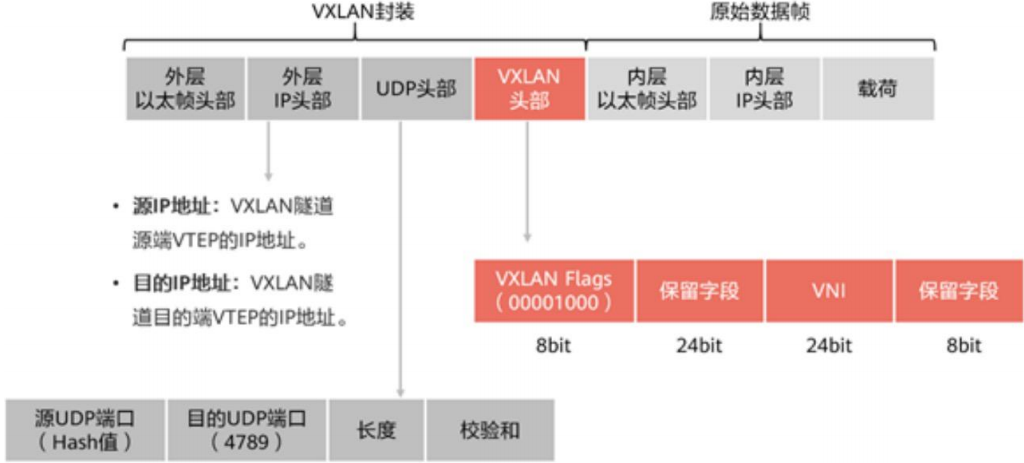 VXLAN封装
原始数据帧
外层
以太帧头部
外层
IP头部
UDP头部
VXLAN
头部
内层
以太帧头部
内层
IP头部
载荷
• 源IP地址：VXLAN隧道
源端VTEP的IP地址。
• 目的IP地址：VXLAN隧
道目的端VTEP的IP地址。
VXLAN Flags
（00001000）
保留字段
VNI
保留字段
8bit
24bit
24bit
8bit
源UDP端口
（Hash值）
目的UDP端口
（4789）
长度
校验和